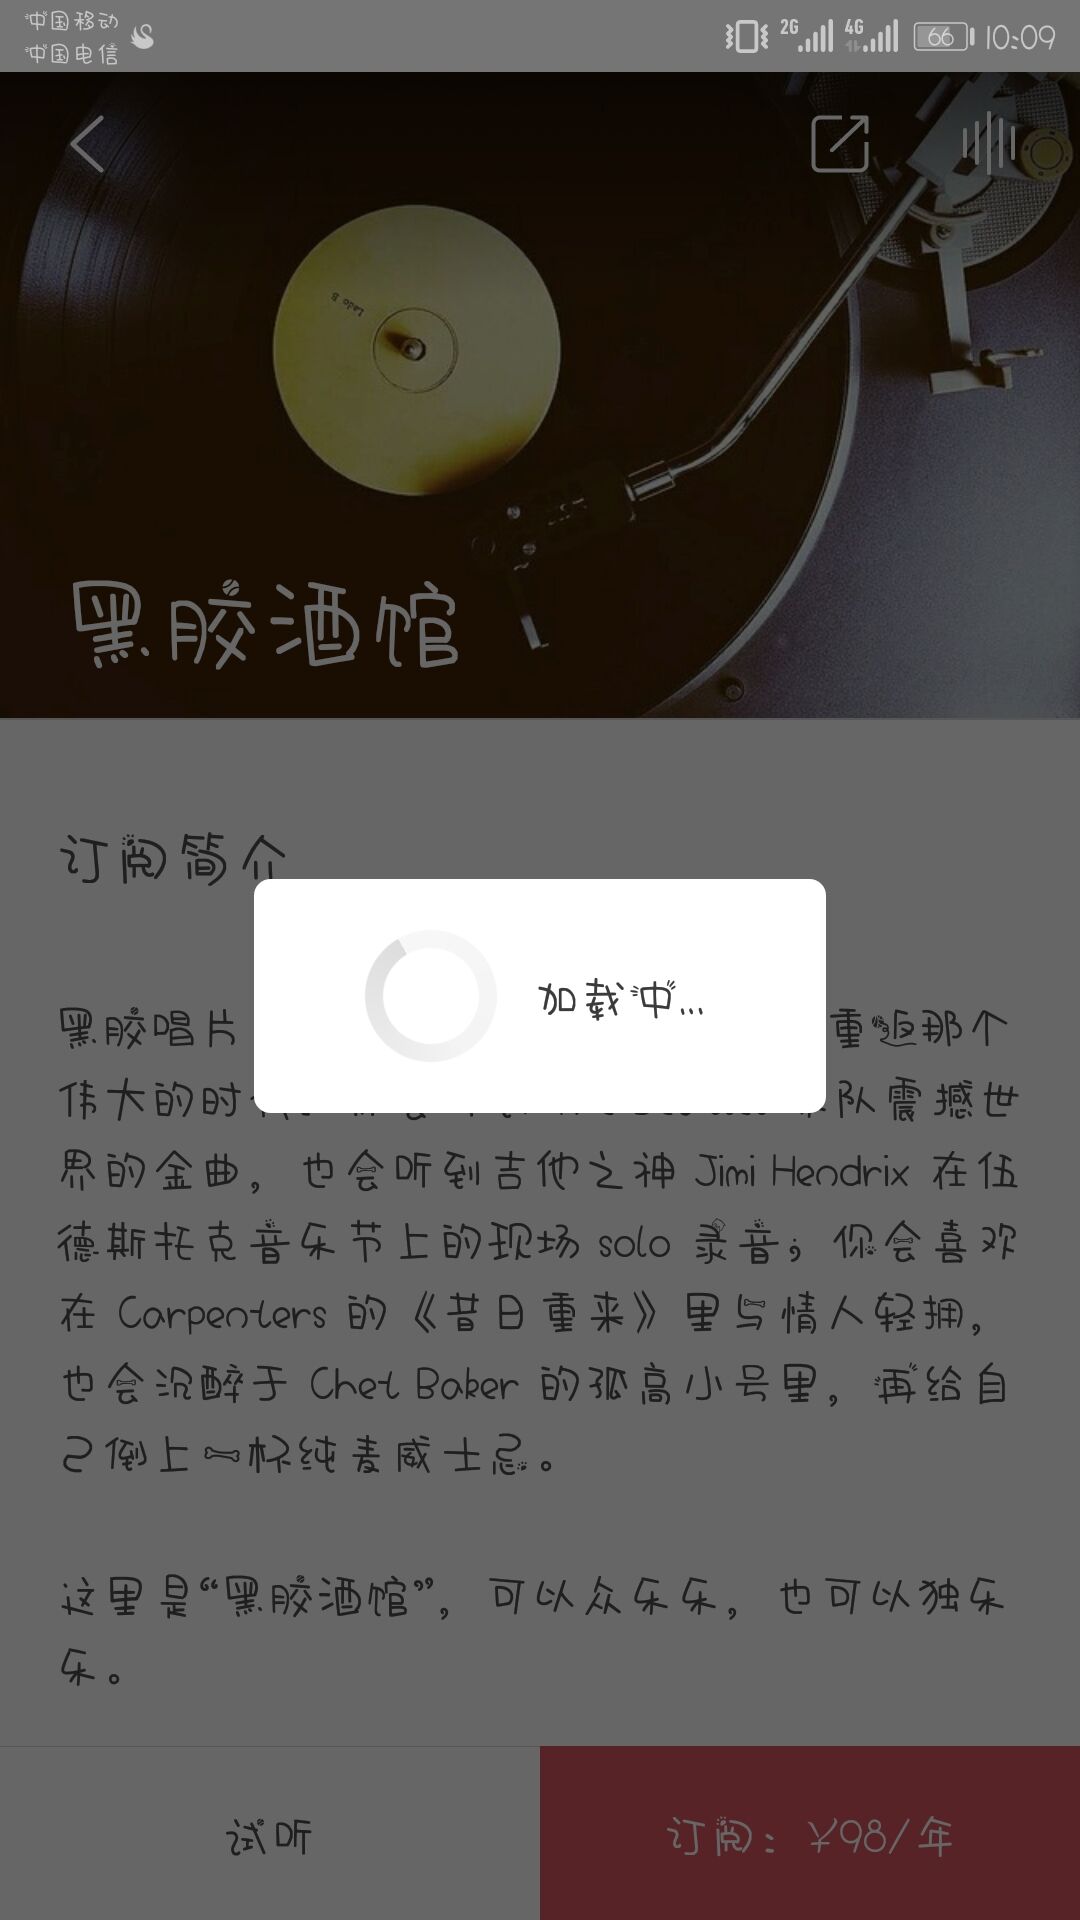 中国移动
中国电信
2G
4G
66
10:09
Lado B
黑胶酒馆
订阅简介
加载中...
黑胶唱片
重返那个
伟大的时
队震撼世
界的金曲，也会听到吉他之神 Jimi Hendrix 在伍
德斯托克音乐节上的现场 solo 录音；你会喜欢
在 Carpenters 的《昔日重来》里与情人轻拥，
也会沉醉于 Chet Baker 的孤高小号里，再给自
己倒上一杯纯麦威士忌。
这里是“黑胶酒馆”，可以众乐乐，也可以独乐
乐。
试听
订阅：¥98/年